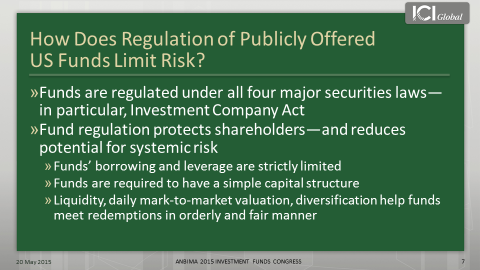 ICI Global
How Does Regulation of Publicly Offered
US Funds Limit Risk?
»Funds are regulated under all four major securities laws—
in particular, Investment Company Act
»Fund regulation protects shareholders—and reduces
potential for systemic risk
»Funds’ borrowing and leverage are strictly limited
»Funds are required to have a simple capital structure
»Liquidity, daily mark-to-market valuation, diversification help funds
meet redemptions in orderly and fair manner
20 May 2015 ANBIMA 2015 INVESTMENT FUNDS CONGRESS 7